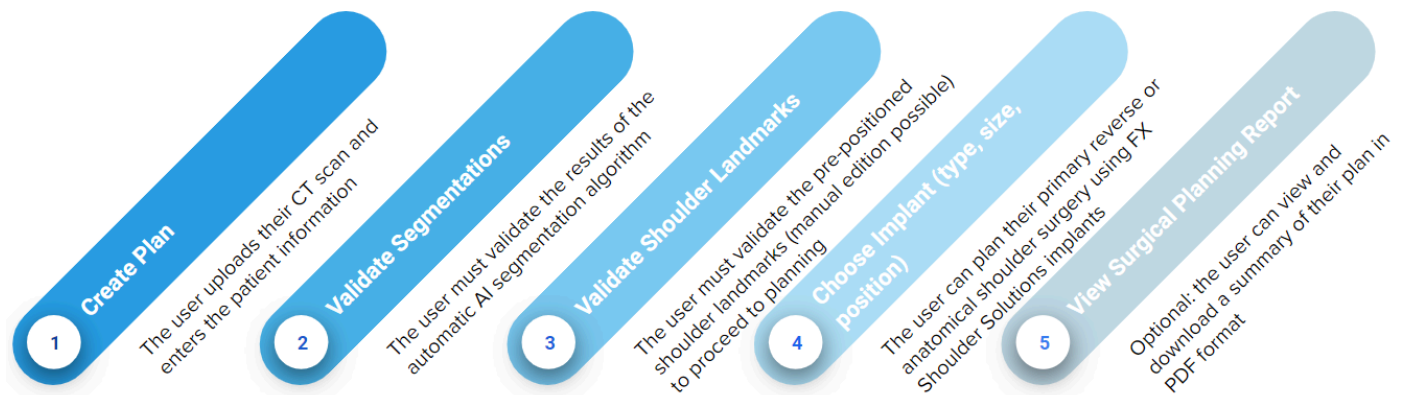 1
Create Plan
The user uploads their CT scan and
enters the patient information
2
Validate Segmentations
The user must validate the results of the
automatic AI segmentation algorithm
3
Validate Shoulder Landmarks
The user must validate the pre-positioned
shoulder landmarks (manual edition possible)
to proceed to planning
4
Choose Implant (type, size,
position)
The user can plan their primary reverse or
anatomical shoulder surgery using FX
Shoulder Solutions implants
5
View Surgical Planning Report
Optional: the user can view and
download a summary of their plan in
PDF format